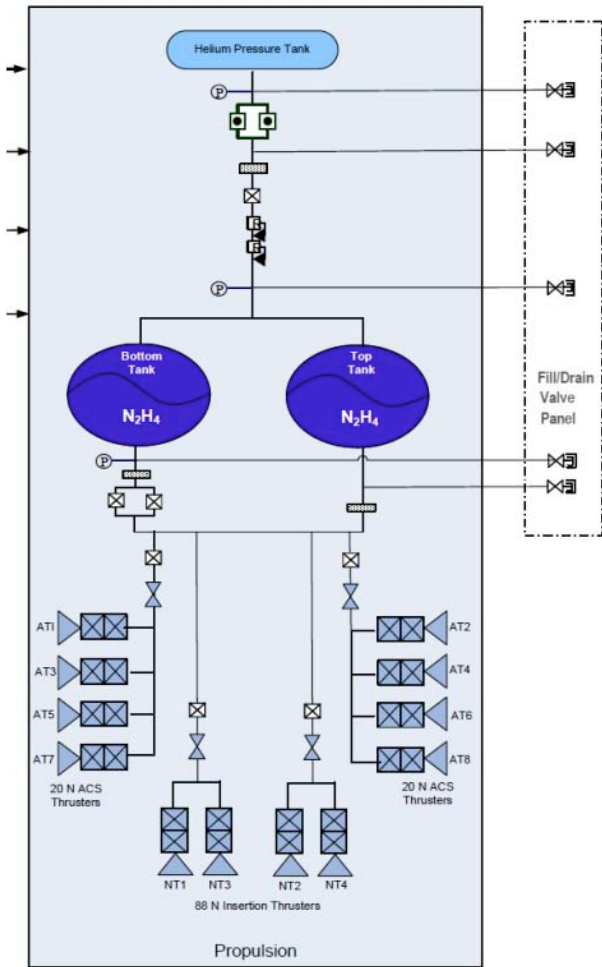 Helium Pressure Tank
P
P
Bottom
Tank
N₂H₄
Top
Tank
N₂H₄
Fill/Drain
Valve
Panel
P
AT1
AT3
AT5
AT7
20 N ACS
Thrusters
AT2
AT4
AT6
AT8
20 N ACS
Thrusters
NT1
NT3
NT2
NT4
88 N Insertion Thrusters
Propulsion